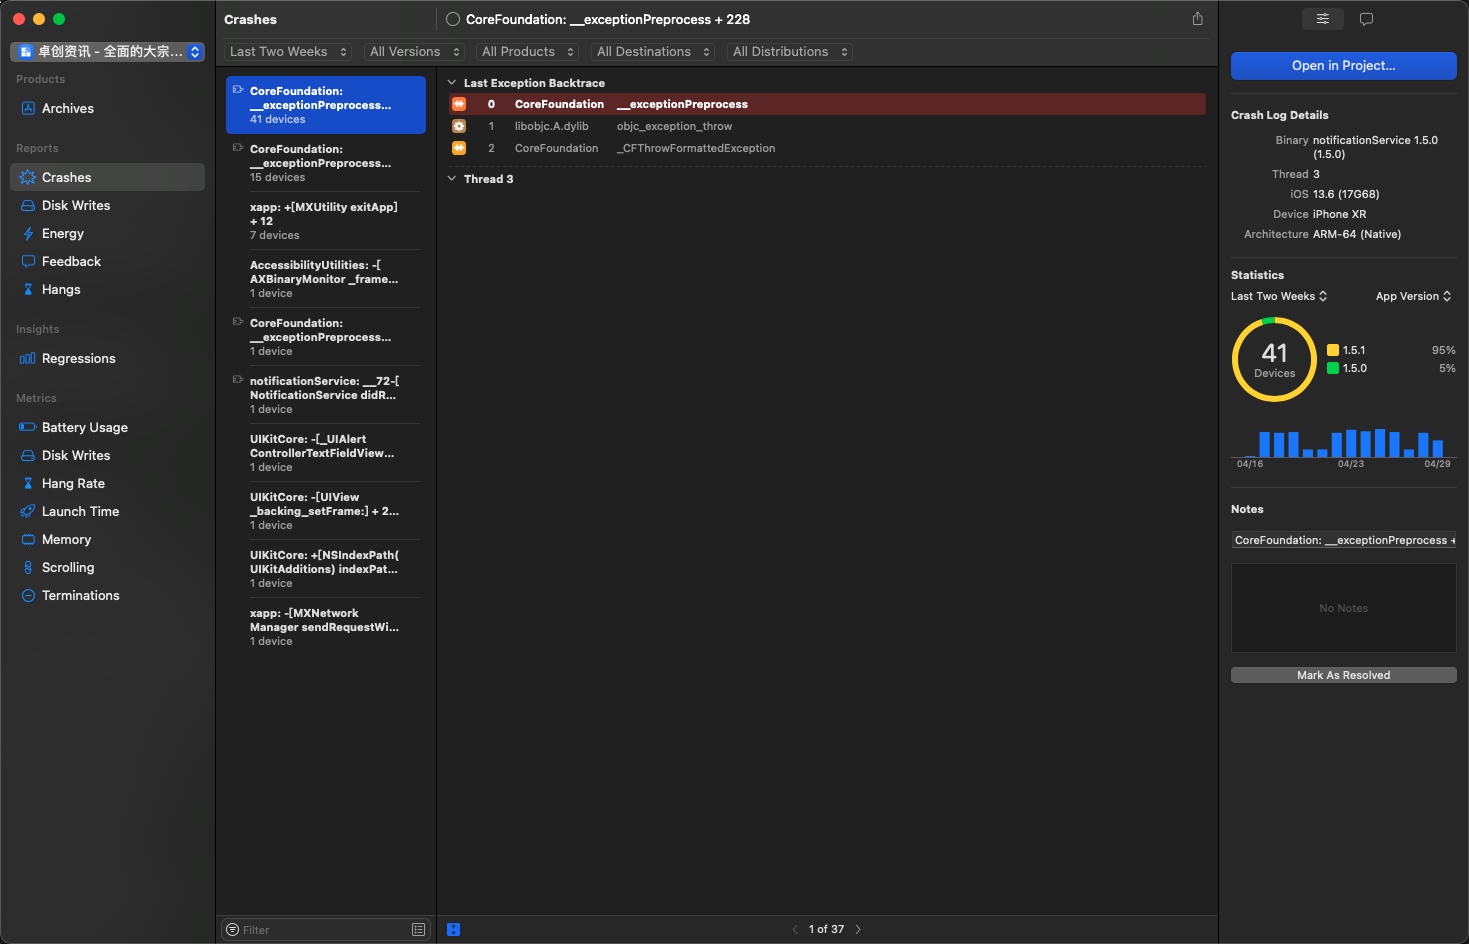 卓创资讯 - 全面的大宗...
Products
Archives
Reports
Crashes
Disk Writes
Energy
Feedback
Hangs
Insights
Regressions
Metrics
Battery Usage
Disk Writes
Hang Rate
Launch Time
Memory
Scrolling
Terminations
Crashes
CoreFoundation: __exceptionPreprocess + 228
Last Two Weeks All Versions All Products All Destinations All Distributions
CoreFoundation:
__exceptionPreprocess...
41 devices
CoreFoundation:
__exceptionPreprocess...
15 devices
xapp: +[MXUtility exitApp]
+ 12
7 devices
AccessibilityUtilities: -[
AXBinaryMonitor _frame...
1 device
CoreFoundation:
__exceptionPreprocess...
1 device
notificationService: __72-[
NotificationService didR...
1 device
UIKitCore: -[_UIAlert
ControllerTextFieldView...
1 device
UIKitCore: -[UIView
_backing_setFrame:] + 2...
1 device
UIKitCore: +[NSIndexPath(
UIKitAdditions) indexPat...
1 device
xapp: -[MXNetwork
Manager sendRequestWi...
1 device
Filter
Last Exception Backtrace
0 CoreFoundation __exceptionPreprocess
1 libobjc.A.dylib objc_exception_throw
2 CoreFoundation _CFThrowFormattedException
Thread 3
1 of 37
Open in Project...
Crash Log Details
Binary notificationService 1.5.0
(1.5.0)
Thread 3
iOS 13.6 (17G68)
Device iPhone XR
Architecture ARM-64 (Native)
Statistics
Last Two Weeks App Version
41
Devices
1.5.1 95%
1.5.0 5%
04/16 04/23 04/29
Notes
CoreFoundation: __exceptionPreprocess +
No Notes
Mark As Resolved